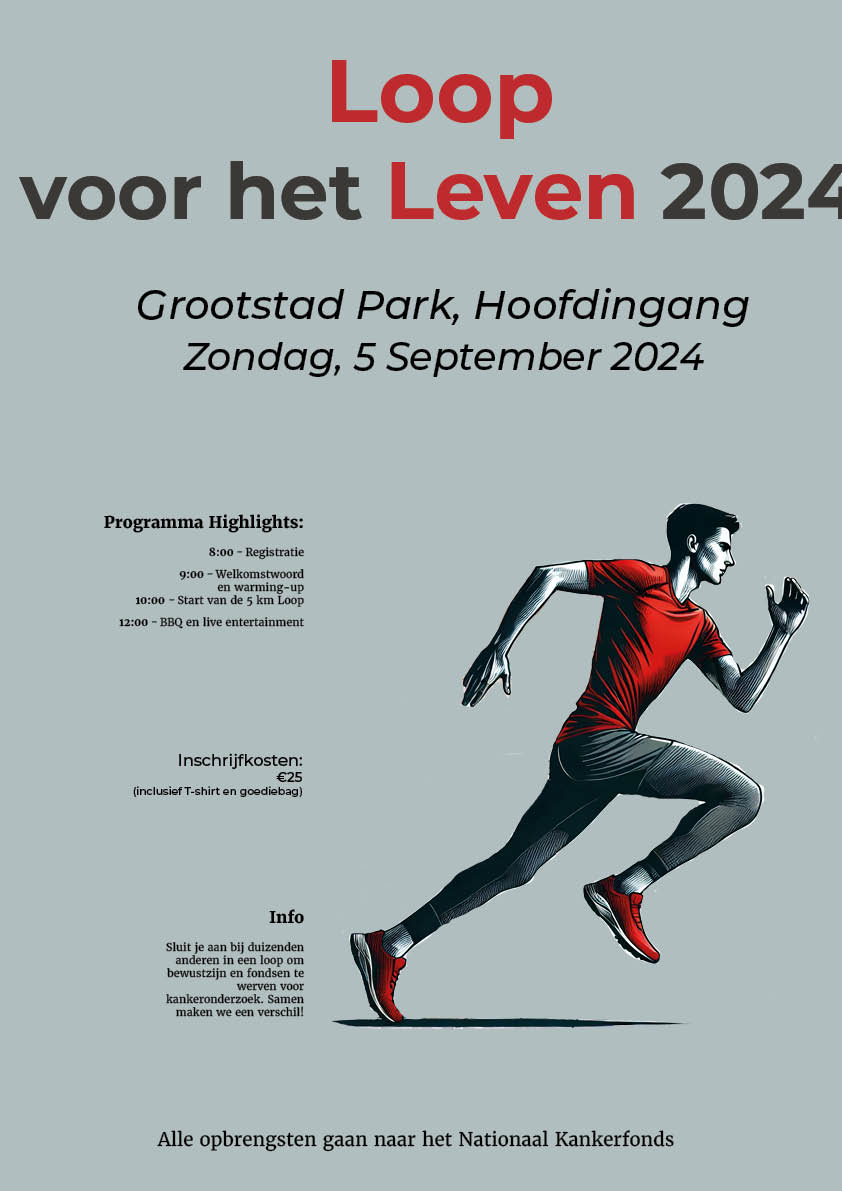 Loop
voor het Leven 2024
Grootstad Park, Hoofdingang
Zondag, 5 September 2024
Programma Highlights:
8:00 - Registratie
9:00 - Welkomstwoord
en warming-up
10:00 - Start van de 5 km Loop
12:00 - BBQ en live entertainment
Inschrijfkosten:
€25
(inclusief T-shirt en goediebag)
Info
Sluit je aan bij duizenden
anderen in een loop om
bewustzijn en fondsen te
werven voor
kankeronderzoek. Samen
maken we een verschil!
Alle opbrengsten gaan naar het Nationaal Kankerfonds